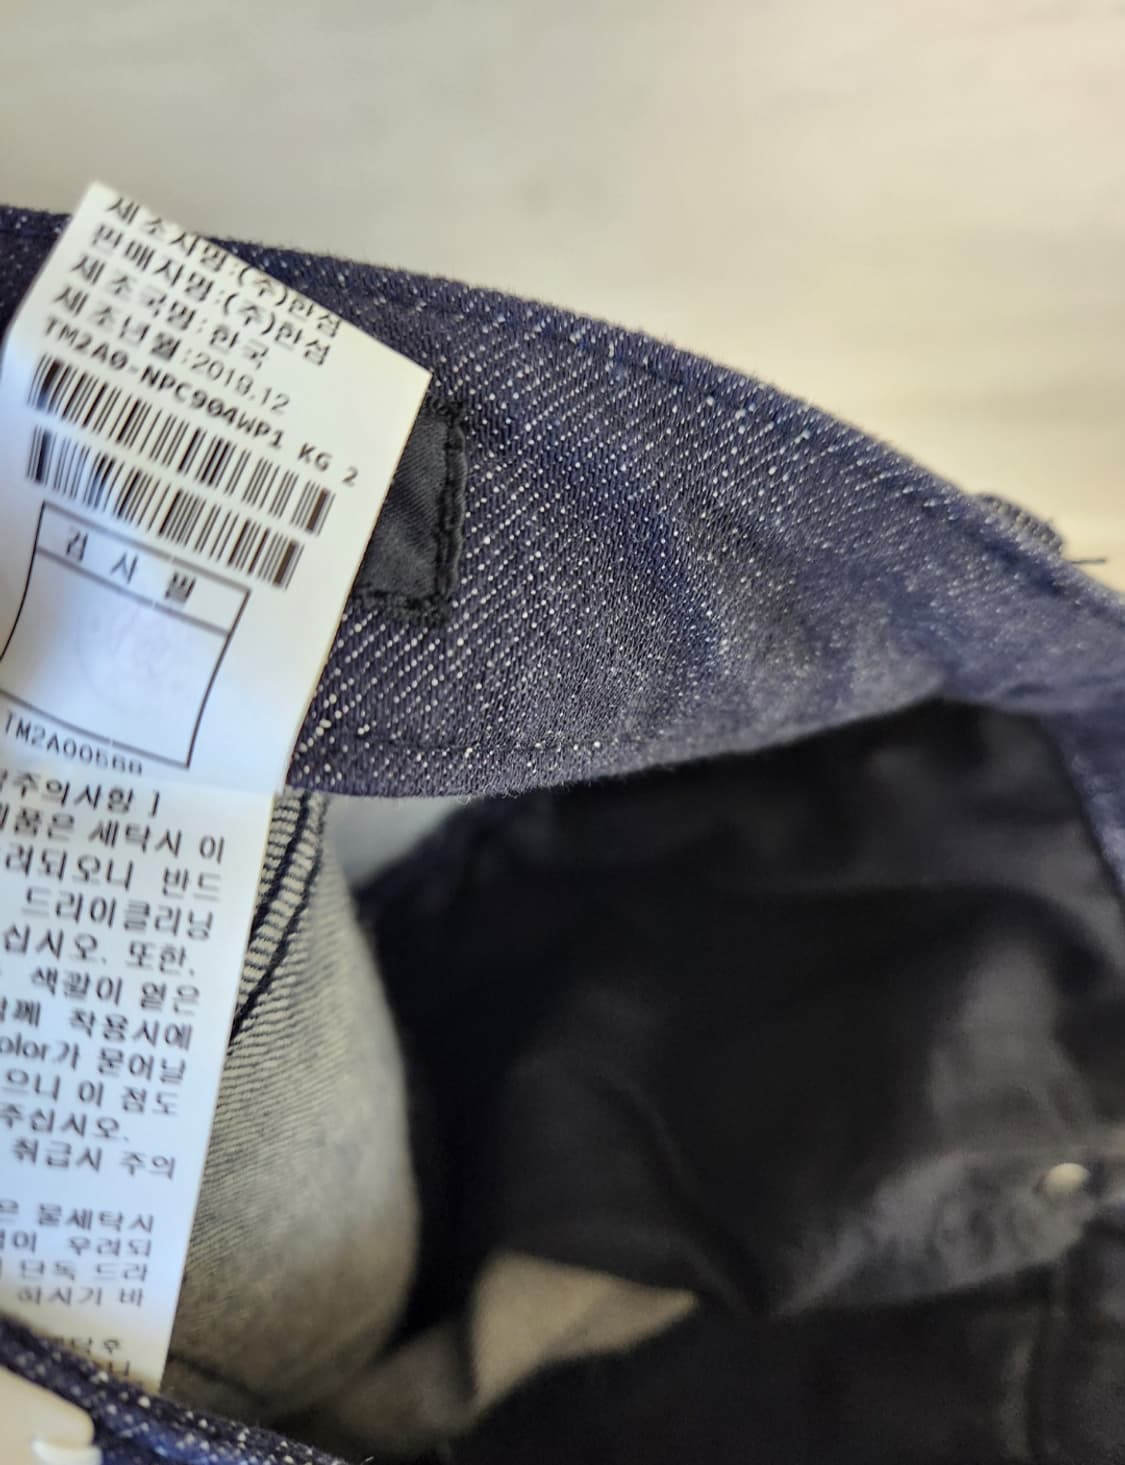 제조사명:(주)한섬
판매사명:(주)한섬
제조국명:한국
제조년월:2019.12
TM2A0-NPC904WP1 KG 2
검 사 필
TM2A005
주의사항 ]
품은 세탁시 이
려되오니 반드
드리이클리닝
십시오. 또한,
색깔이 옅은
께 착용시에
olor가 묻어날
으니 이 점도
주십시오.
취급시 주의
은 물세탁시
이 우려되
단독 드라
하시기 바